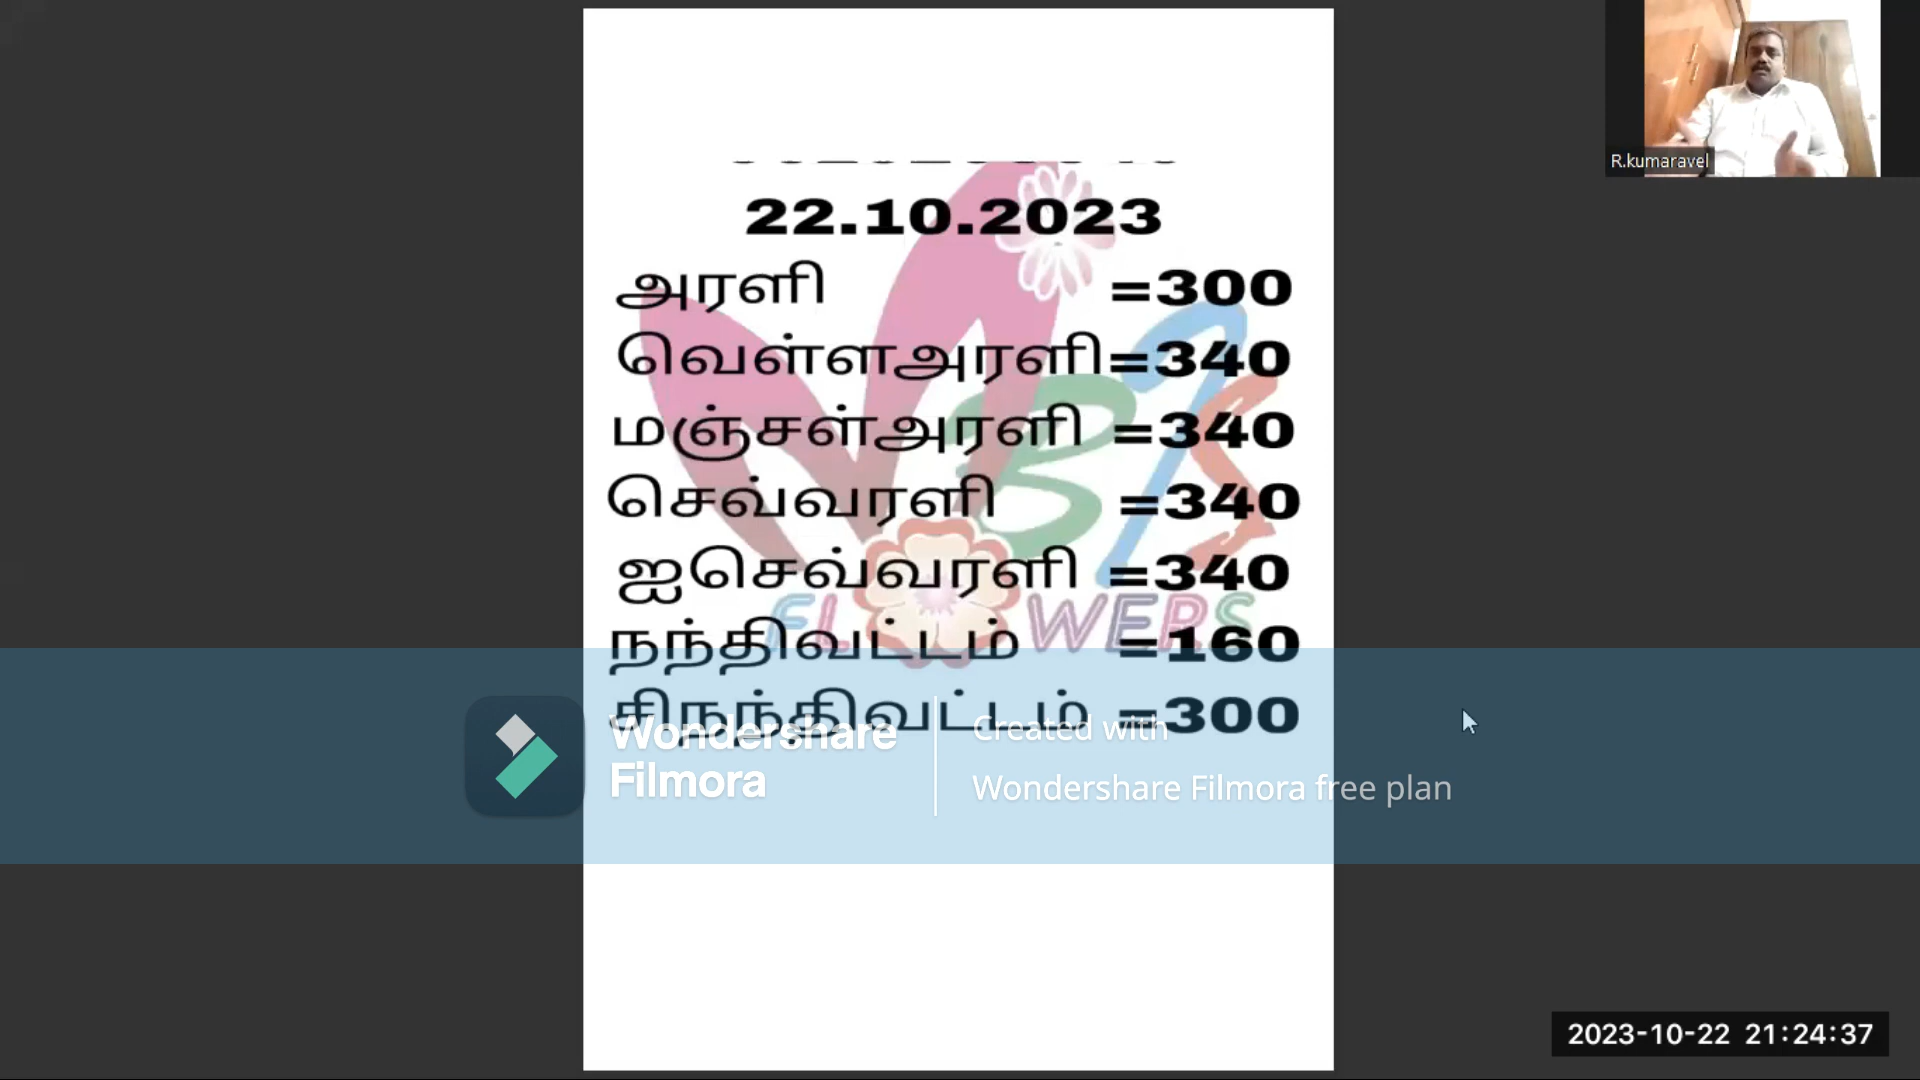 R.kumaravel
22.10.2023
அரளி =300
வெள்ளஅரளி=340
மஞ்சள்அரளி =340
செவ்வரளி =340
ஐசெவ்வரளி =340
FLOWERS
நந்திவட்டம் =160
சிநந்திவட்டம் =300
Wondershare
Filmora
Created with
Wondershare Filmora free plan
2023-10-22 21:24:37